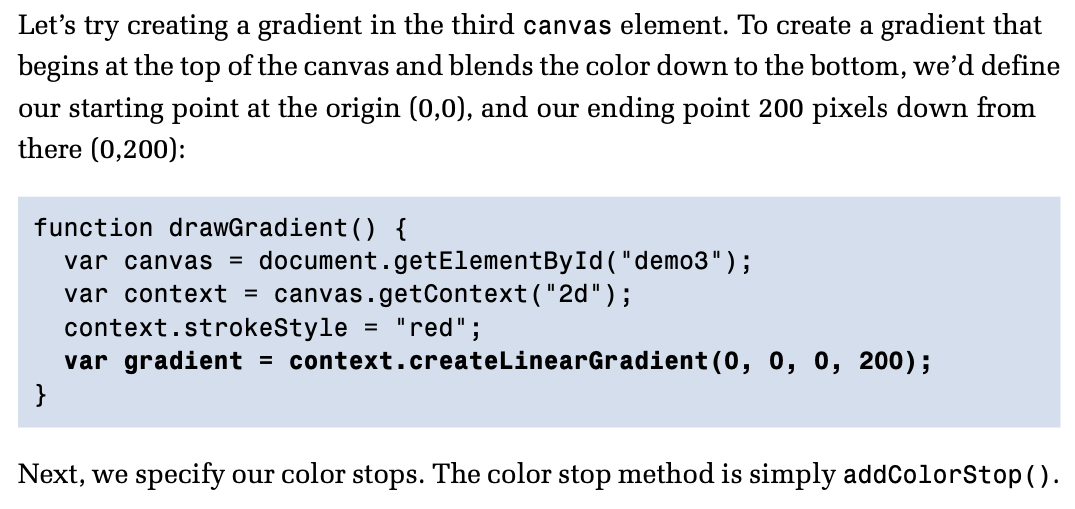 Let’s try creating a gradient in the third canvas element. To create a gradient that
begins at the top of the canvas and blends the color down to the bottom, we’d define
our starting point at the origin (0,0), and our ending point 200 pixels down from
there (0,200):
function drawGradient() {
  var canvas = document.getElementById("demo3");
  var context = canvas.getContext("2d");
  context.strokeStyle = "red";
  var gradient = context.createLinearGradient(0, 0, 0, 200);
}
Next, we specify our color stops. The color stop method is simply addColorStop().